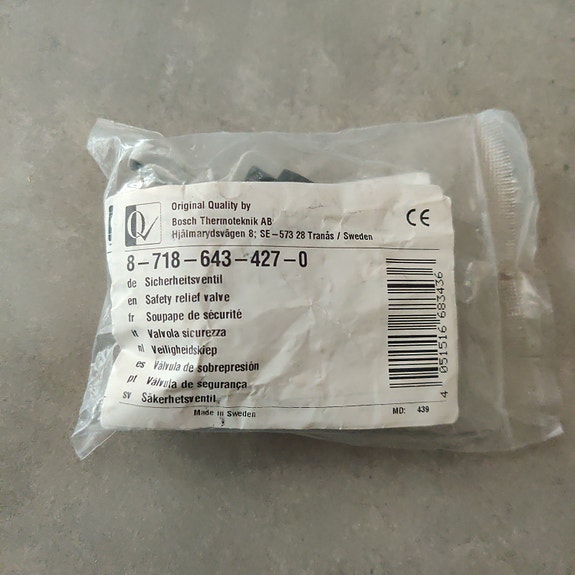 Q
Original Quality by
Bosch Thermoteknik AB
Hjälmarydsvägen 8; SE-573 28 Tranås / Sweden
CE
8-718-643-427-0
de Sicherheitsventil
en Safety relief valve
fr Soupape de sécurité
it Valvola sicurezza
nl Veiligheidsklep
es Válvula de sobrepresión
pt Válvula de segurança
sv Säkerhetsventil
Made in Sweden
MD: 439
4 051516 683436